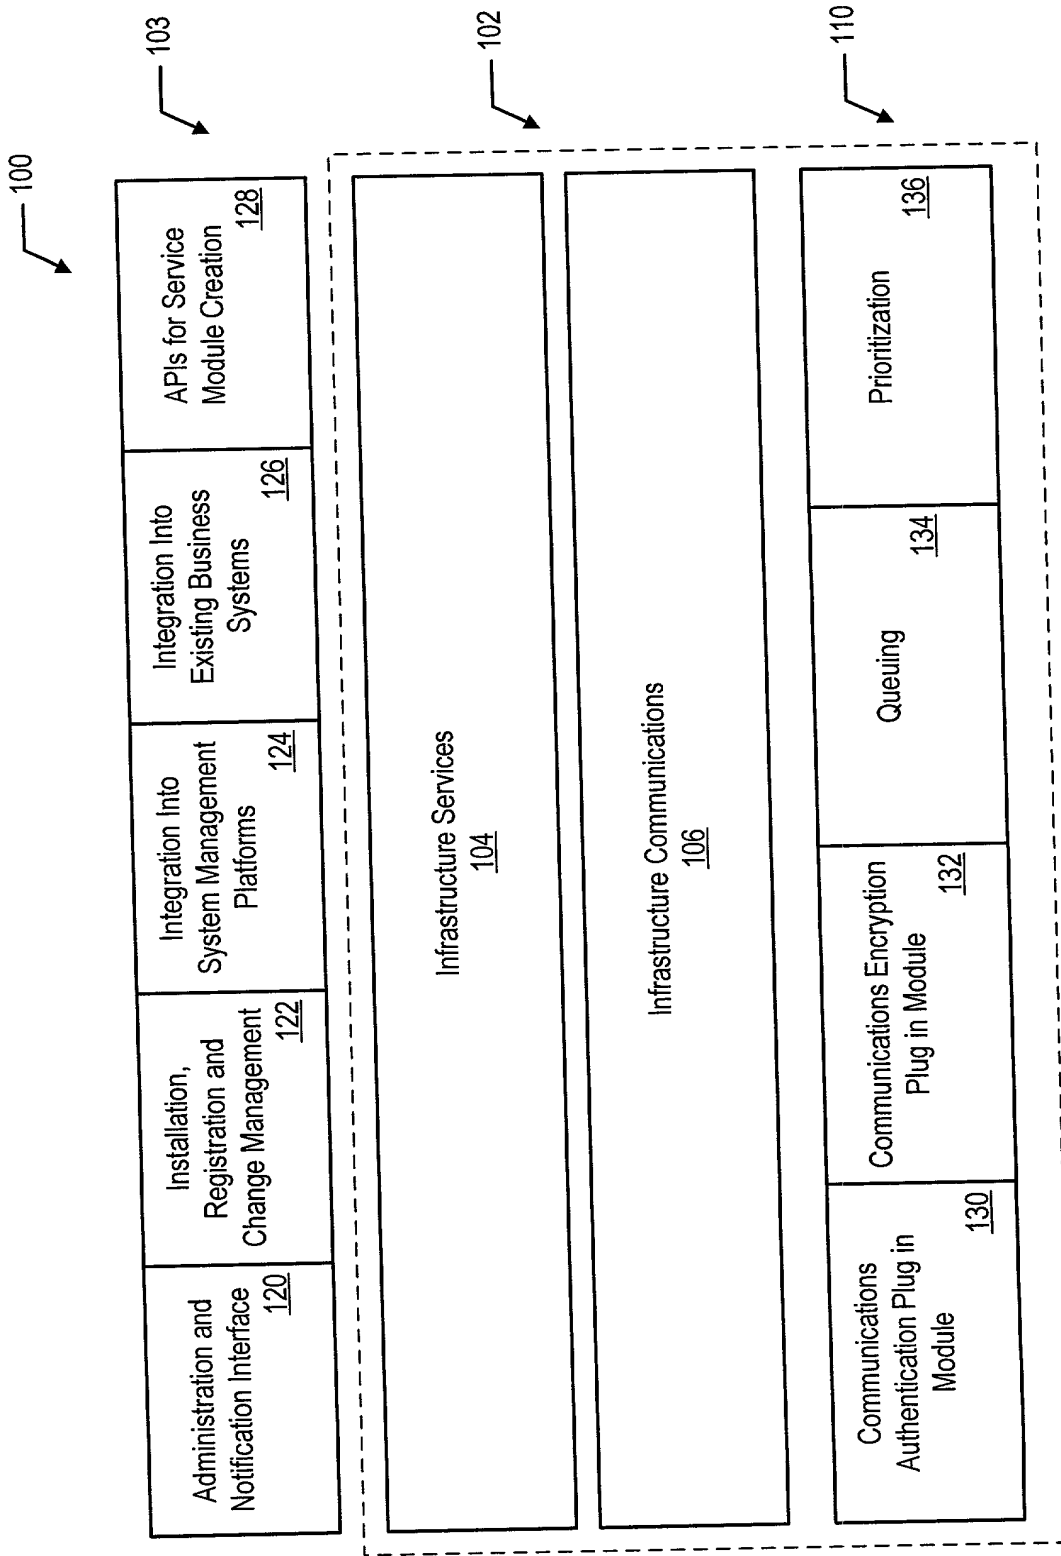 100
103
Administration and
Notification Interface
120
Installation,
Registration and
Change Management
122
Integration Into
System Management
Platforms
124
Integration Into
Existing Business
Systems
126
APIs for Service
Module Creation
128
102
Infrastructure Services
104
Infrastructure Communications
106
110
Communications
Authentication Plug in
Module
130
Communications Encryption
Plug in Module
132
Queuing
134
Prioritization
136